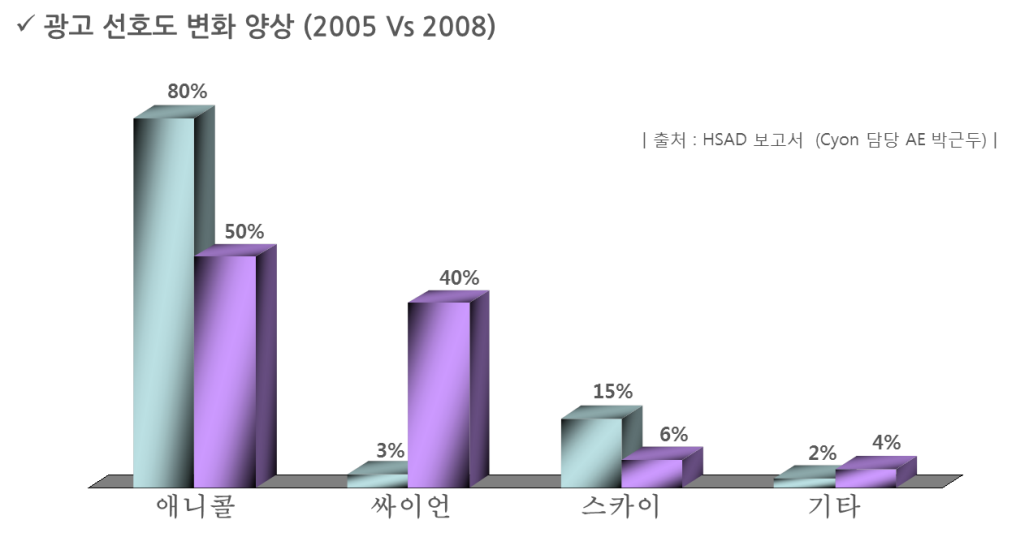 ✓ 광고 선호도 변화 양상 (2005 Vs 2008)
80%
| 출처 : HSAD 보고서 (Cyon 담당 AE 박근두) |
50%
40%
15%
3%
6%
2%
4%
애니콜 싸이언 스카이 기타